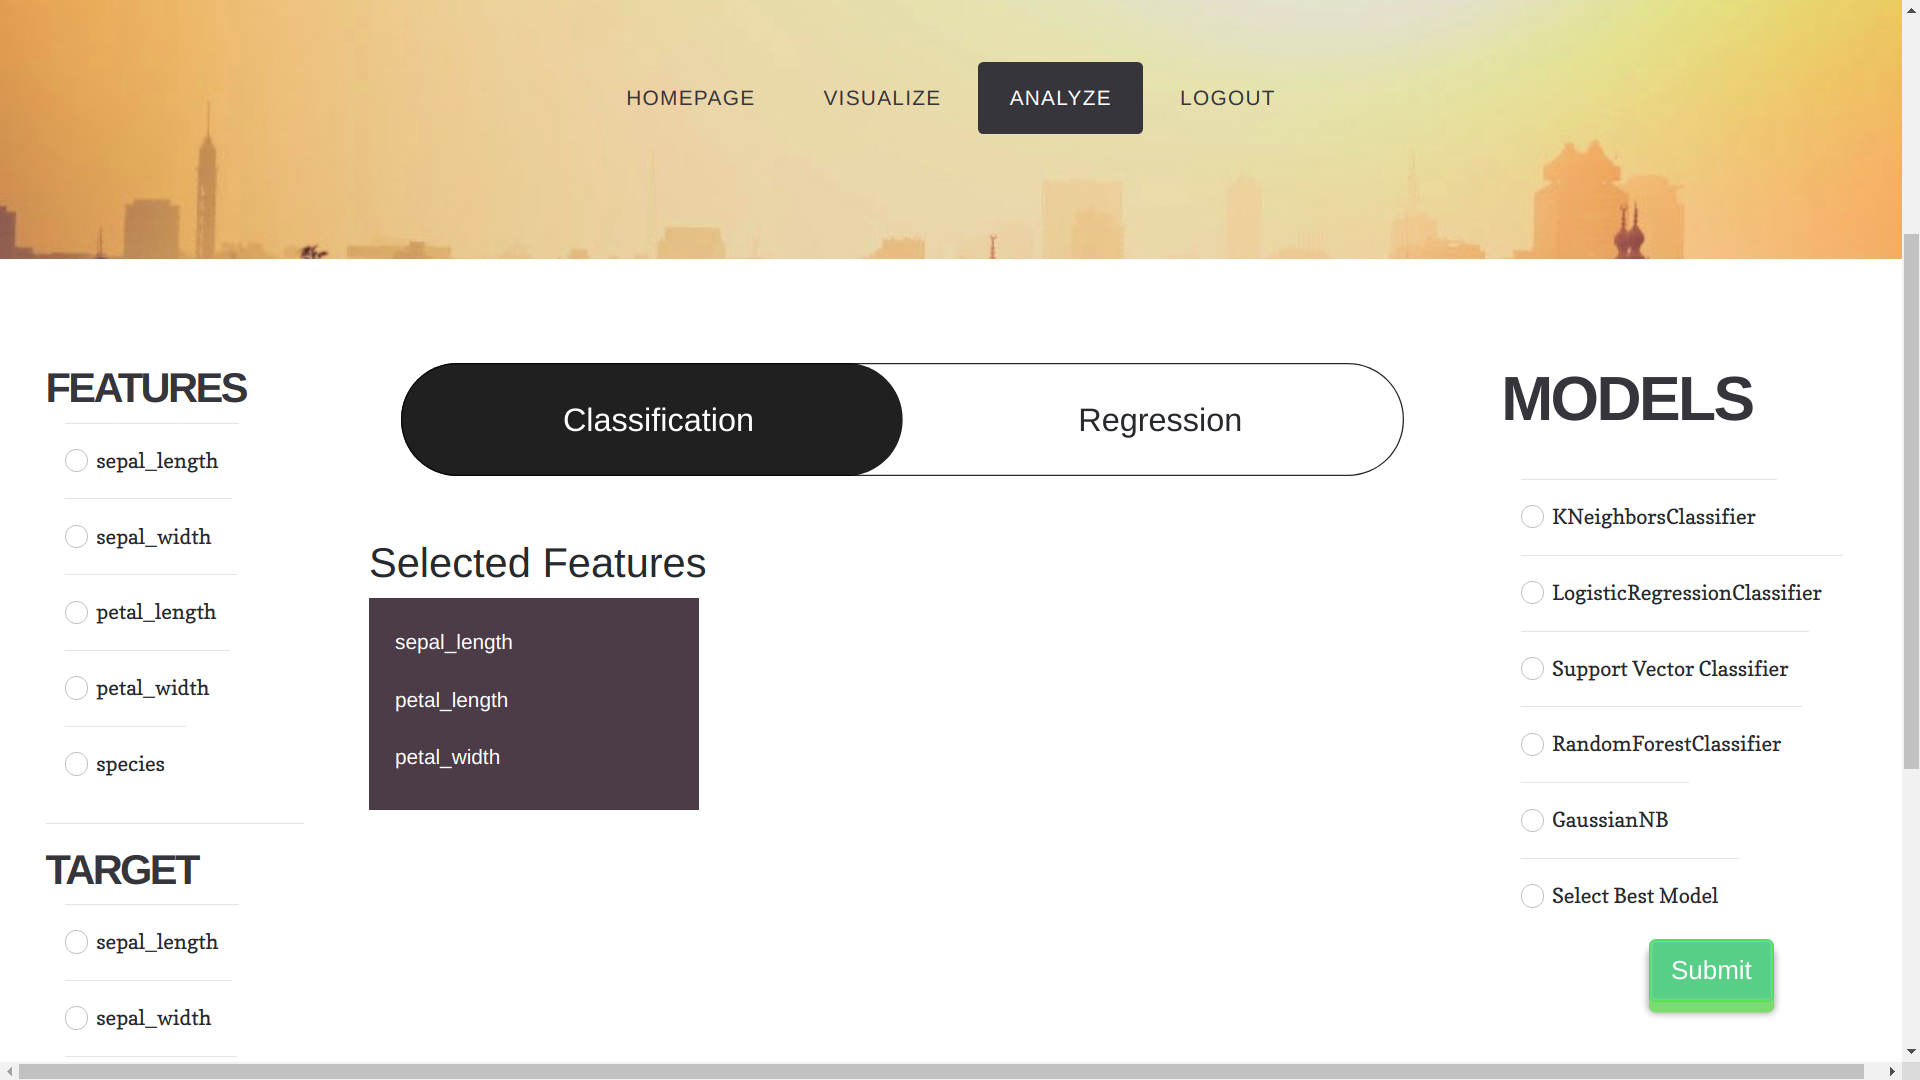 HOMEPAGE VISUALIZE ANALYZE LOGOUT
FEATURES
sepal_length
sepal_width
petal_length
petal_width
species
TARGET
sepal_length
sepal_width
Classification Regression
Selected Features
sepal_length
petal_length
petal_width
MODELS
KNeighborsClassifier
LogisticRegressionClassifier
Support Vector Classifier
RandomForestClassifier
GaussianNB
Select Best Model
Submit